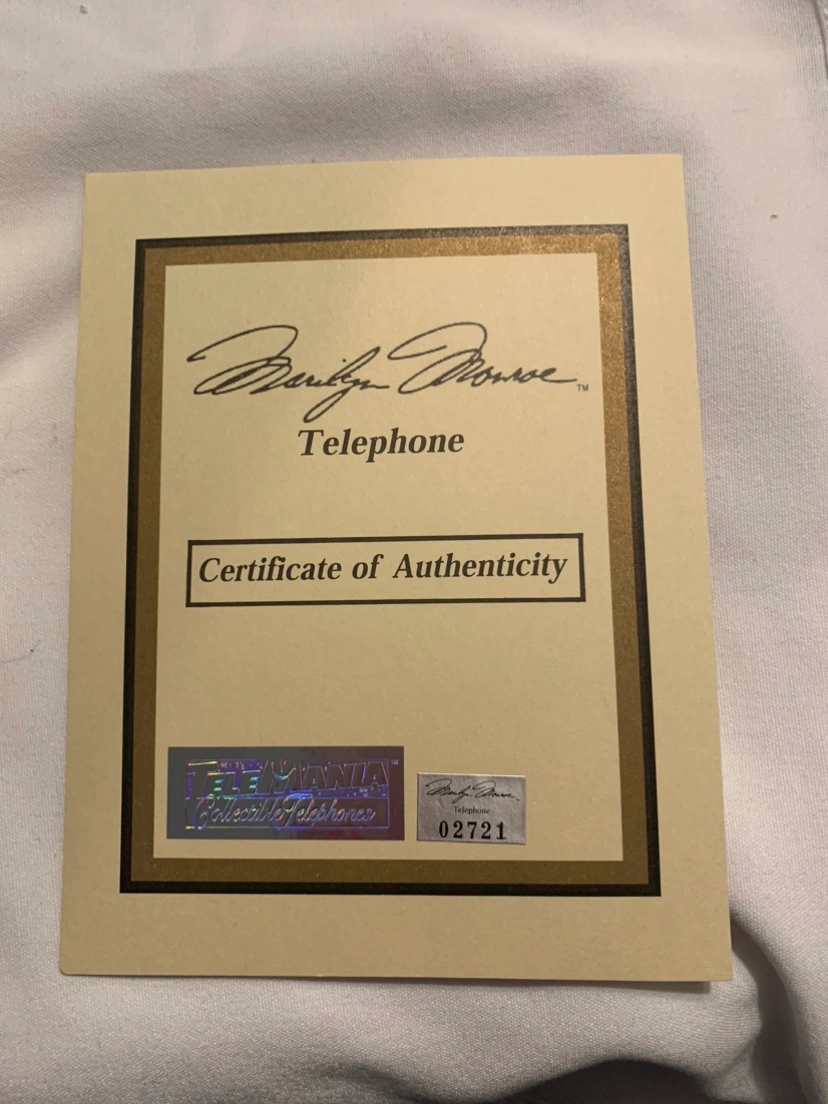 Marilyn Monroe™
Telephone
Certificate of Authenticity
TELEMANIA™
Collectible Telephones
Marilyn Monroe
Telephone
02721